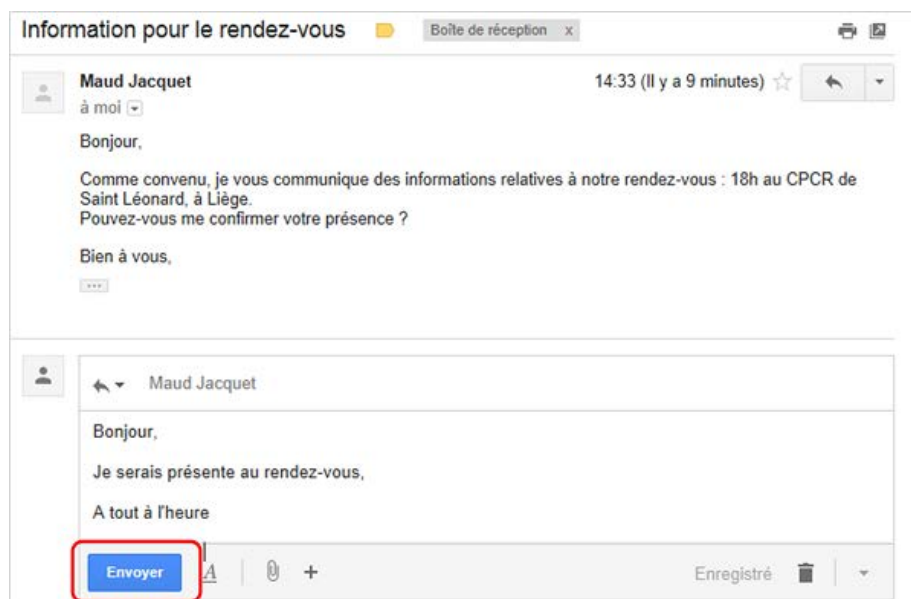 Information pour le rendez-vous Boîte de réception x
Maud Jacquet 14:33 (Il y a 9 minutes)
à moi
Bonjour,
Comme convenu, je vous communique des informations relatives à notre rendez-vous : 18h au CPCR de
Saint Léonard, à Liège.
Pouvez-vous me confirmer votre présence ?
Bien à vous,
...
Maud Jacquet
Bonjour,
Je serais présente au rendez-vous,
A tout à l'heure
Envoyer A + Enregistré